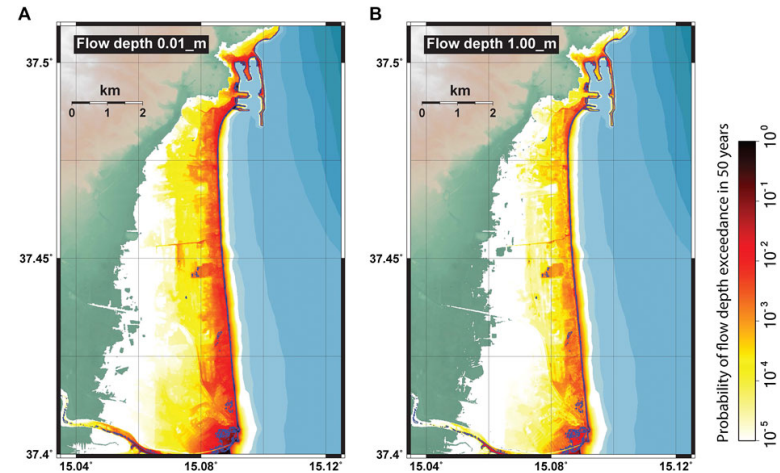 A
Flow depth 0.01_m
37.5°
km
0 1 2
37.45°
37.4°
15.04° 15.08° 15.12°
B
Flow depth 1.00_m
37.5°
km
0 1 2
37.45°
37.4°
15.04° 15.08° 15.12°
Probability of flow depth exceedance in 50 years
10⁰
10⁻¹
10⁻²
10⁻³
10⁻⁴
10⁻⁵